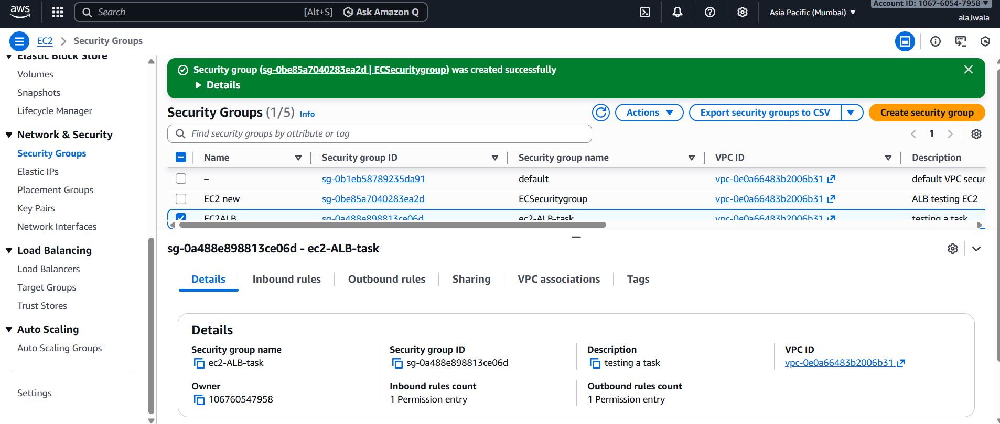 aws
Search [Alt+S] Ask Amazon Q
Asia Pacific (Mumbai)
Account ID: 1067-6054-7958
alaJwala
EC2 > Security Groups
Elastic Block Store
Volumes
Snapshots
Lifecycle Manager
Network & Security
Security Groups
Elastic IPs
Placement Groups
Key Pairs
Network Interfaces
Load Balancing
Load Balancers
Target Groups
Trust Stores
Auto Scaling
Auto Scaling Groups
Settings
Security group (sg-0be85a7040283ea2d | ECSecuritygroup) was created successfully
Details
Security Groups (1/5) Info
Actions
Export security groups to CSV
Create security group
Find security groups by attribute or tag
1
Name Security group ID Security group name VPC ID Description
– sg-0b1eb58789235da91 default vpc-0e0a66483b2006b31 default VPC secur
EC2 new sg-0be85a7040283ea2d ECSecuritygroup vpc-0e0a66483b2006b31 ALB testing EC2
EC2ALB sg-0a488e898813ce06d ec2-ALB-task vpc-0e0a66483b2006b31 testing a task
sg-0a488e898813ce06d - ec2-ALB-task
Details Inbound rules Outbound rules Sharing VPC associations Tags
Details
Security group name
ec2-ALB-task
Security group ID
sg-0a488e898813ce06d
Description
testing a task
VPC ID
vpc-0e0a66483b2006b31
Owner
106760547958
Inbound rules count
1 Permission entry
Outbound rules count
1 Permission entry